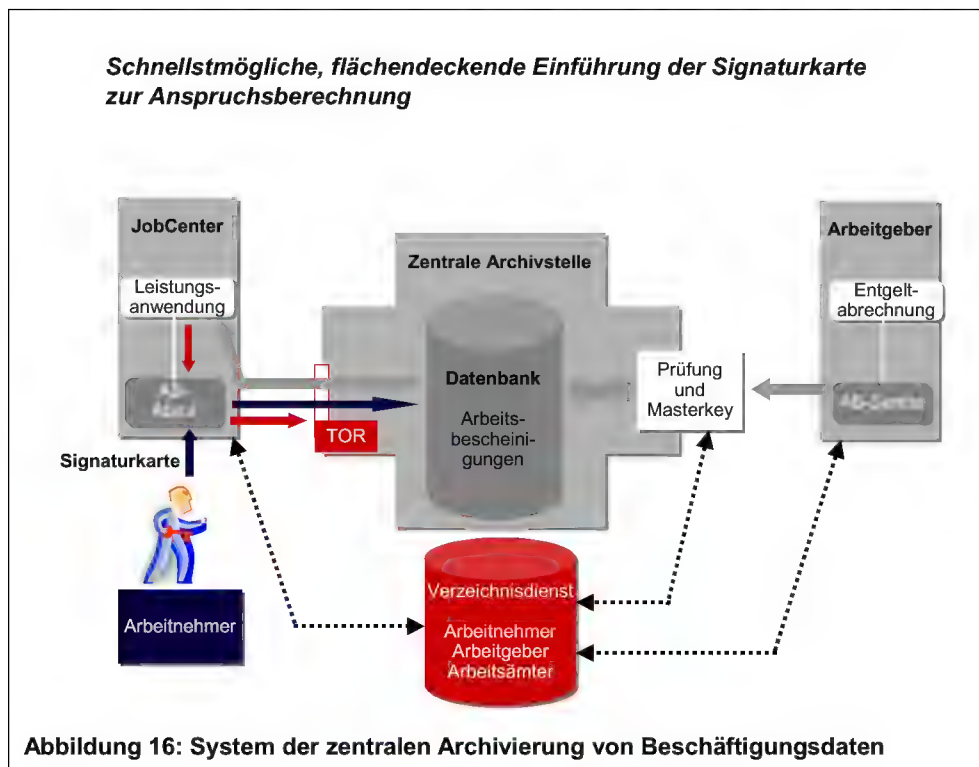 Schnellstmögliche, flächendeckende Einführung der Signaturkarte
zur Anspruchsberechnung
JobCenter
Leistungs-
anwendung
Signaturkarte
Arbeitnehmer
Zentrale Archivstelle
Datenbank
Arbeits-
bescheini-
gungen
TOR
Prüfung
und
Masterkey
Arbeitgeber
Entgelt-
abrechnung
Verzeichnisdienst
Arbeitnehmer
Arbeitgeber
Arbeitsämter
Abbildung 16: System der zentralen Archivierung von Beschäftigungsdaten